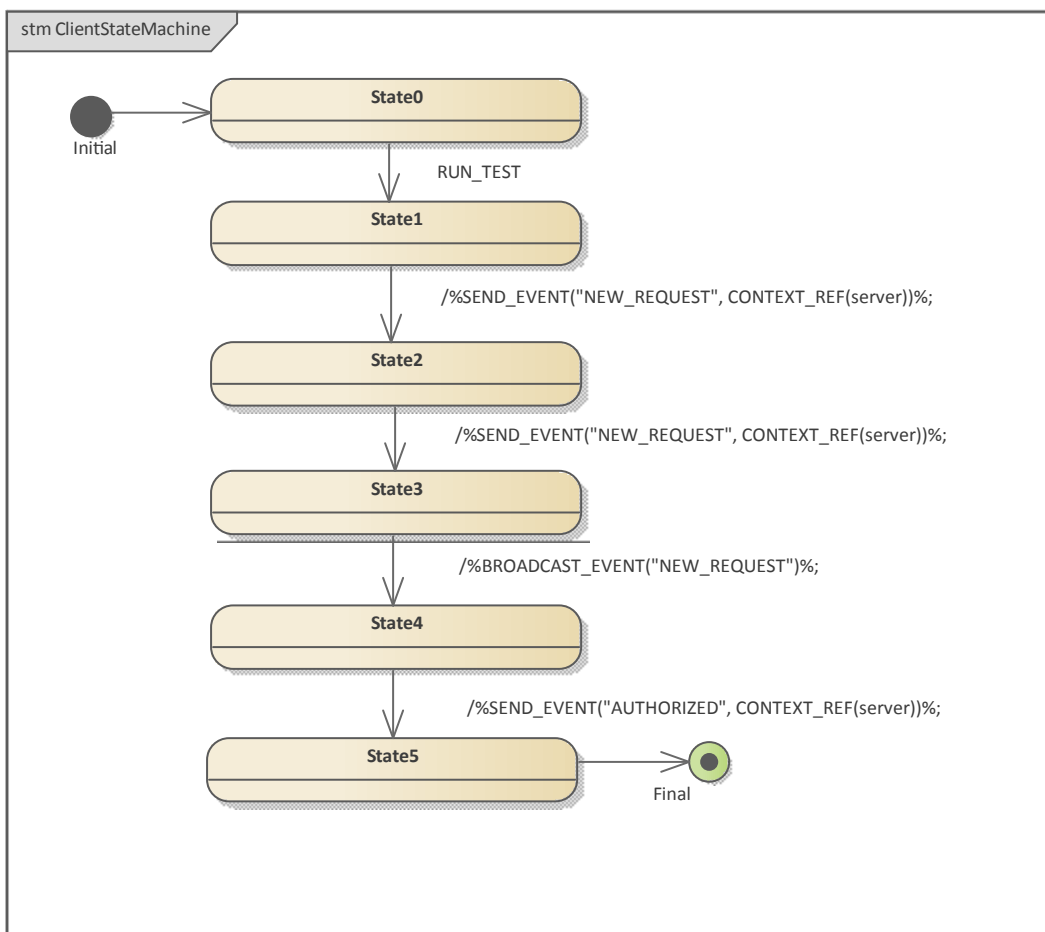 stm ClientStateMachine
State0
Initial
RUN_TEST
State1
/%SEND_EVENT("NEW_REQUEST", CONTEXT_REF(server))%;
State2
/%SEND_EVENT("NEW_REQUEST", CONTEXT_REF(server))%;
State3
/%BROADCAST_EVENT("NEW_REQUEST")%;
State4
/%SEND_EVENT("AUTHORIZED", CONTEXT_REF(server))%;
State5
Final